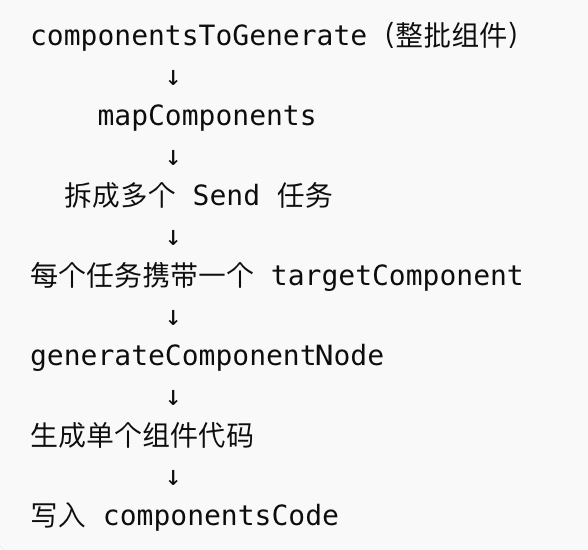 componentsToGenerate（整批组件）
↓
mapComponents
↓
拆成多个 Send 任务
↓
每个任务携带一个 targetComponent
↓
generateComponentNode
↓
生成单个组件代码
↓
写入 componentsCode